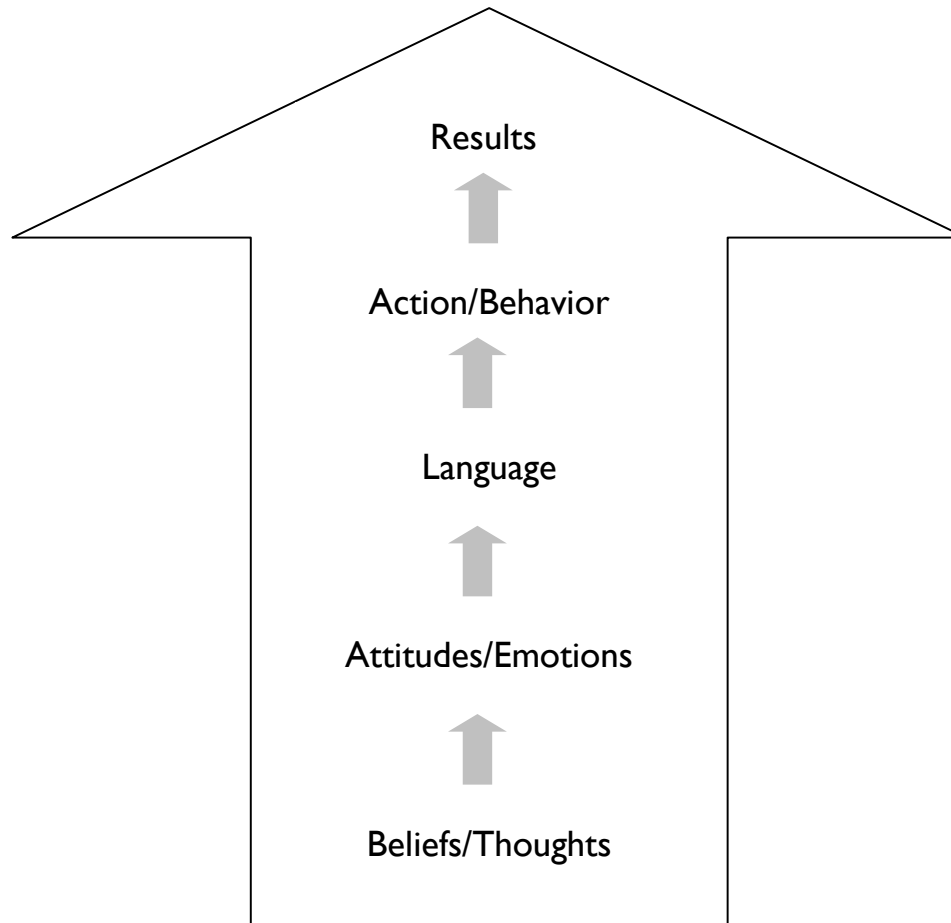 Results
Action/Behavior
Language
Attitudes/Emotions
Beliefs/Thoughts